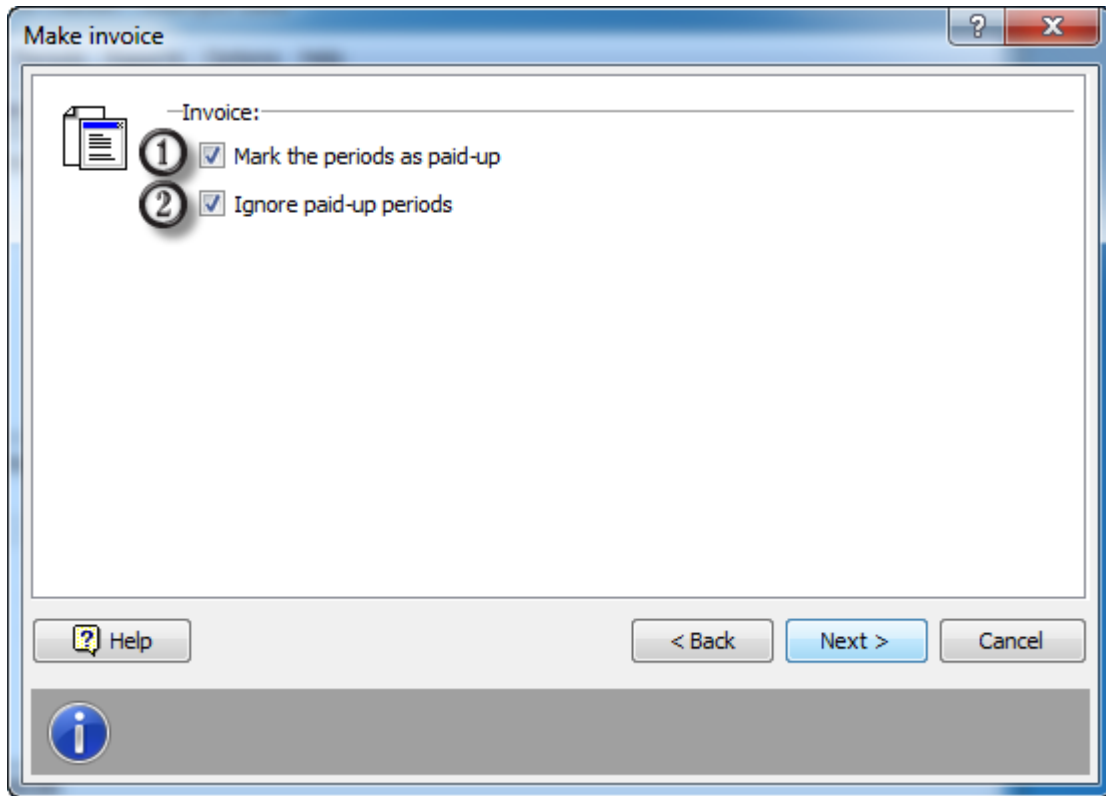 Make invoice
Invoice:
1 Mark the periods as paid-up
2 Ignore paid-up periods
Help
< Back
Next >
Cancel